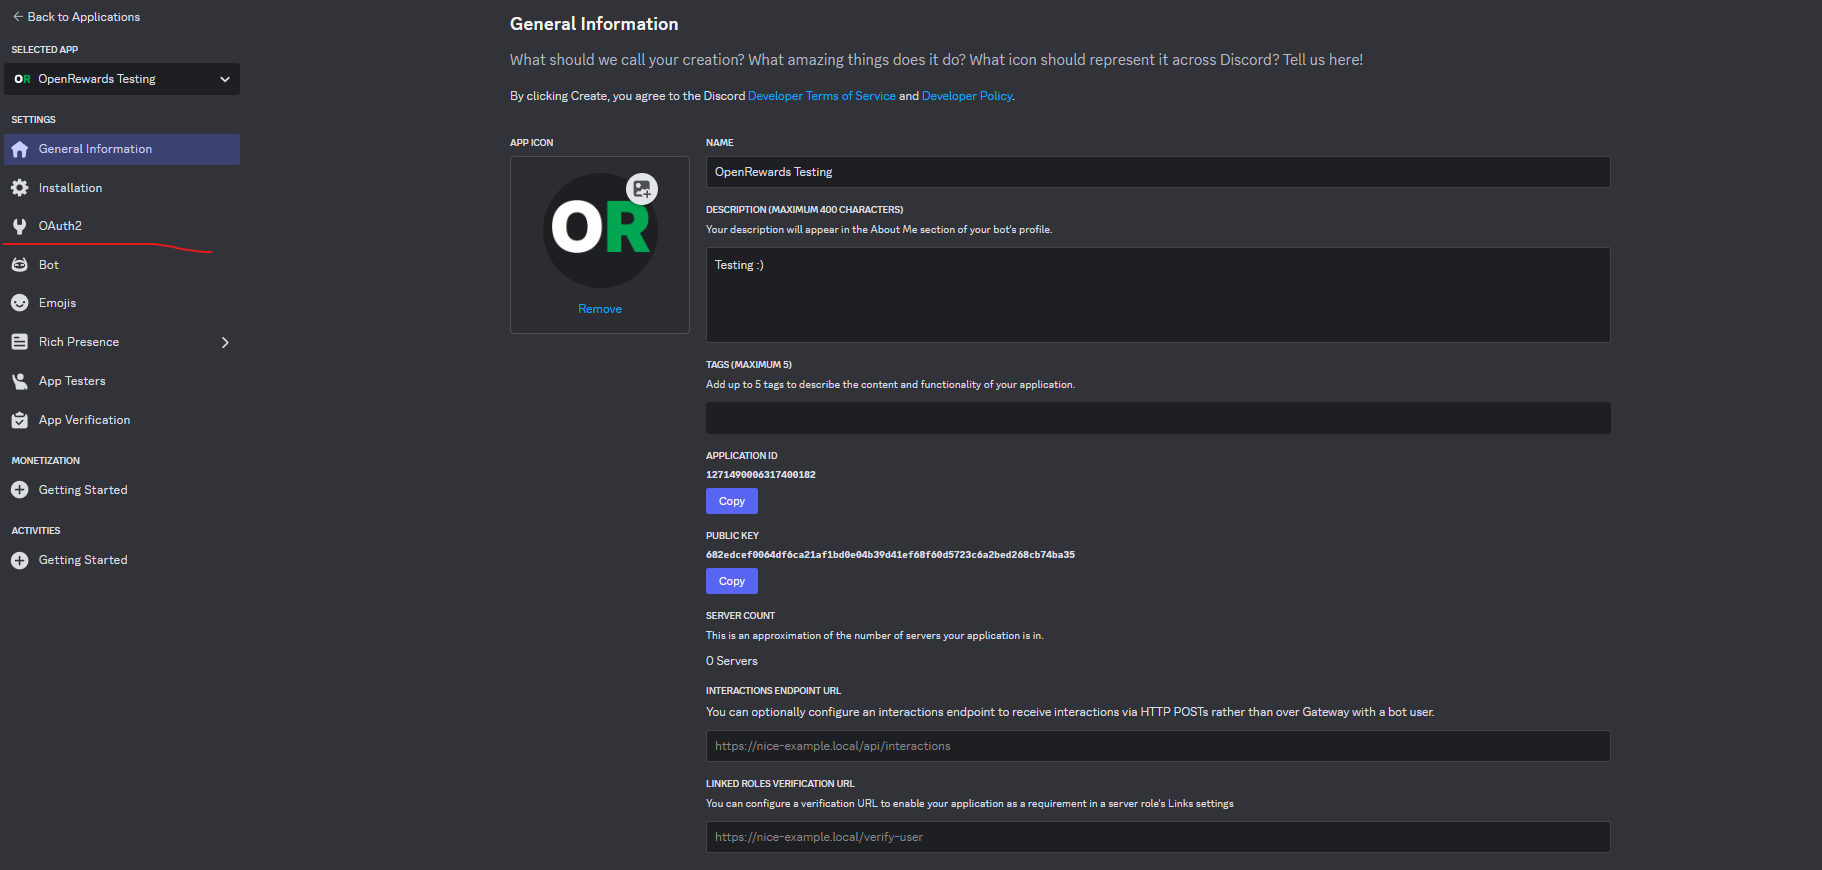 Back to Applications
SELECTED APP
OR OpenRewards Testing
SETTINGS
General Information
Installation
OAuth2
Bot
Emojis
Rich Presence
App Testers
App Verification
MONETIZATION
Getting Started
ACTIVITIES
Getting Started
General Information
What should we call your creation? What amazing things does it do? What icon should represent it across Discord? Tell us here!
By clicking Create, you agree to the Discord Developer Terms of Service and Developer Policy.
APP ICON
OR
Remove
NAME
OpenRewards Testing
DESCRIPTION (MAXIMUM 400 CHARACTERS)
Your description will appear in the About Me section of your bot's profile.
Testing :)
TAGS (MAXIMUM 5)
Add up to 5 tags to describe the content and functionality of your application.
APPLICATION ID
1271490006317400182
Copy
PUBLIC KEY
682edcef0064df6ca21af1bd0e04b39d41ef68f60d5723c6a2bed268cb74ba35
Copy
SERVER COUNT
This is an approximation of the number of servers your application is in.
0 Servers
INTERACTIONS ENDPOINT URL
You can optionally configure an interactions endpoint to receive interactions via HTTP POSTs rather than over Gateway with a bot user.
https://nice-example.local/api/interactions
LINKED ROLES VERIFICATION URL
You can configure a verification URL to enable your application as a requirement in a server role's Links settings
https://nice-example.local/verify-user